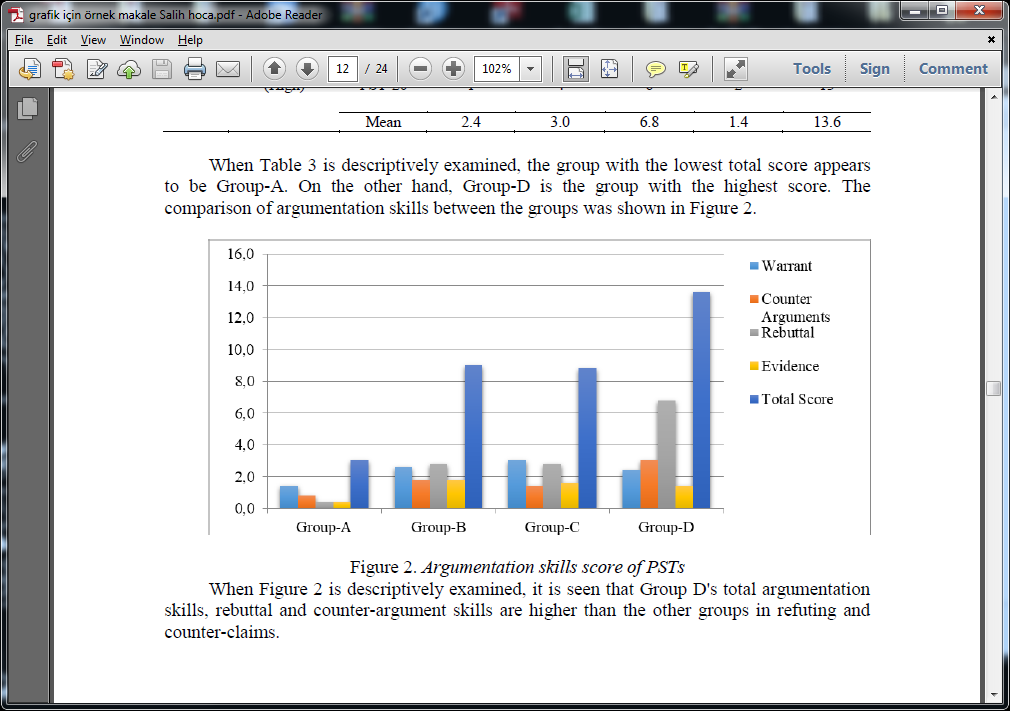 grafik için örnek makale Salih hoca.pdf - Adobe Reader
File Edit View Window Help
12 / 24 102% Tools Sign Comment
Mean 2.4 3.0 6.8 1.4 13.6
When Table 3 is descriptively examined, the group with the lowest total score appears
to be Group-A. On the other hand, Group-D is the group with the highest score. The
comparison of argumentation skills between the groups was shown in Figure 2.
16,0
14,0
12,0
10,0
8,0
6,0
4,0
2,0
0,0
Group-A Group-B Group-C Group-D
Warrant
Counter
Arguments
Rebuttal
Evidence
Total Score
Figure 2. Argumentation skills score of PSTs
When Figure 2 is descriptively examined, it is seen that Group D's total argumentation
skills, rebuttal and counter-argument skills are higher than the other groups in refuting and
counter-claims.